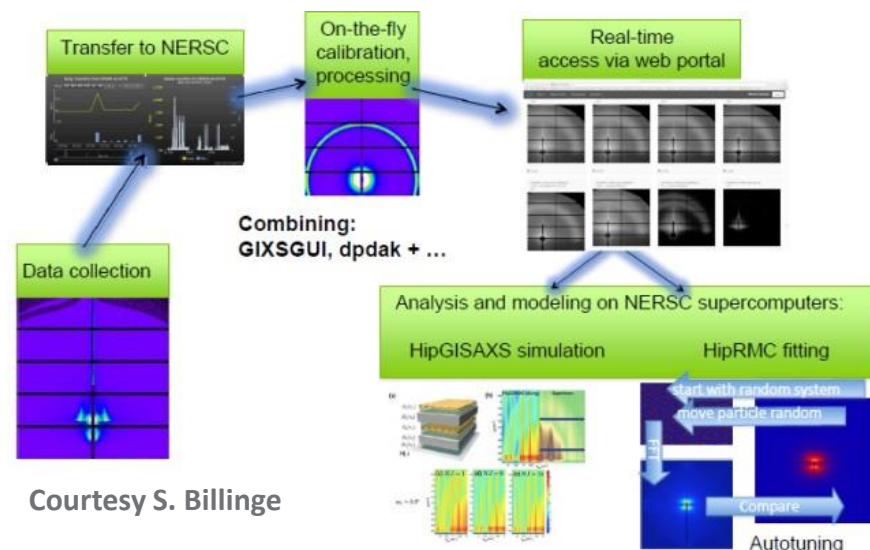 Transfer to NERSC
On-the-fly
calibration,
processing
Real-time
access via web portal
Combining:
GIXSGUI, dpdak + ...
Data collection
Analysis and modeling on NERSC supercomputers:
HipGISAXS simulation
HipRMC fitting
start with random system
move particle random
FFT
Compare
Autotuning
(a)
(b)
Courtesy S. Billinge